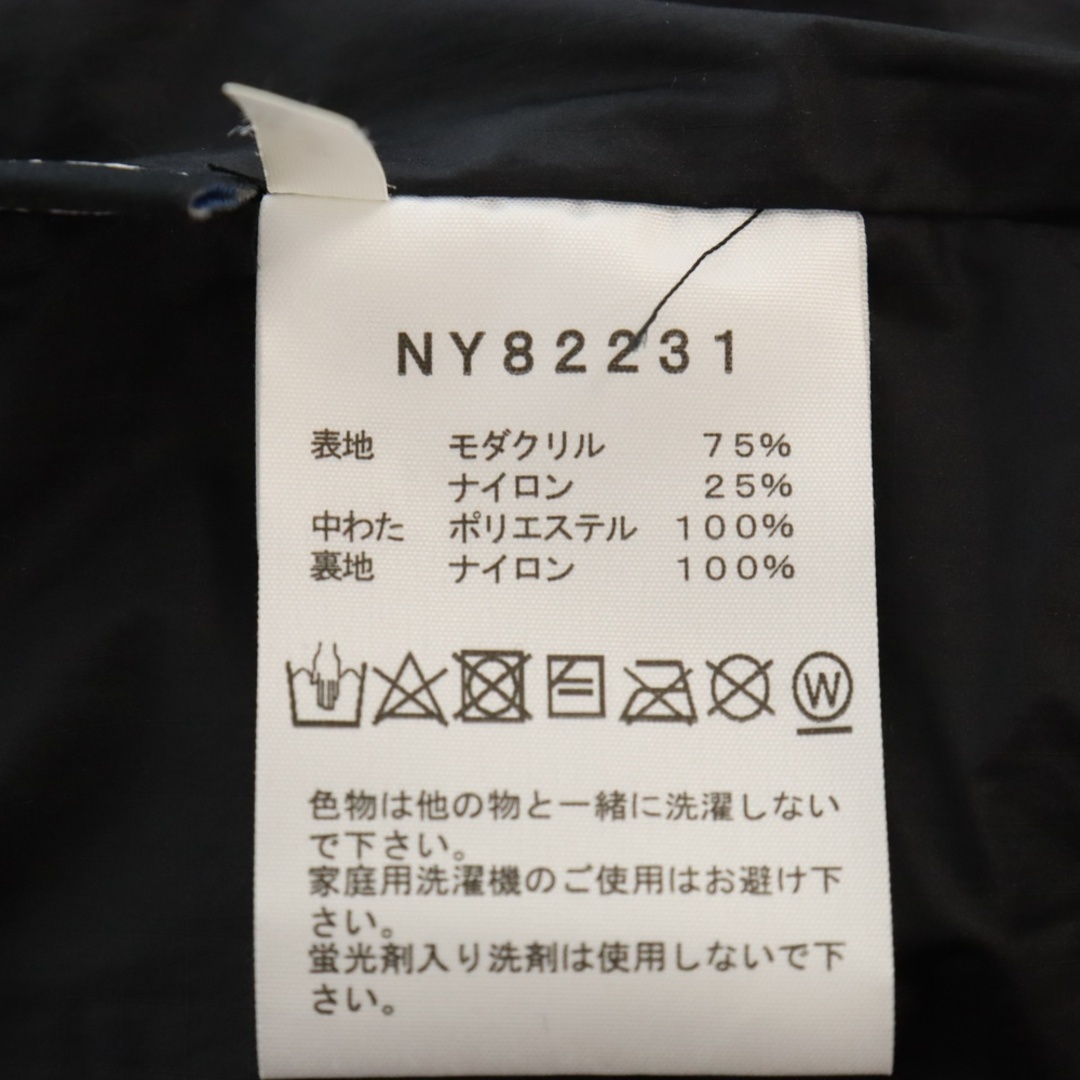 NY82231
表地 モダクリル 75%
ナイロン 25%
中わた ポリエステル 100%
裏地 ナイロン 100%
W
色物は他の物と一緒に洗濯しない
で下さい。
家庭用洗濯機のご使用はお避け下
さい。
蛍光剤入り洗剤は使用しないで下
さい。